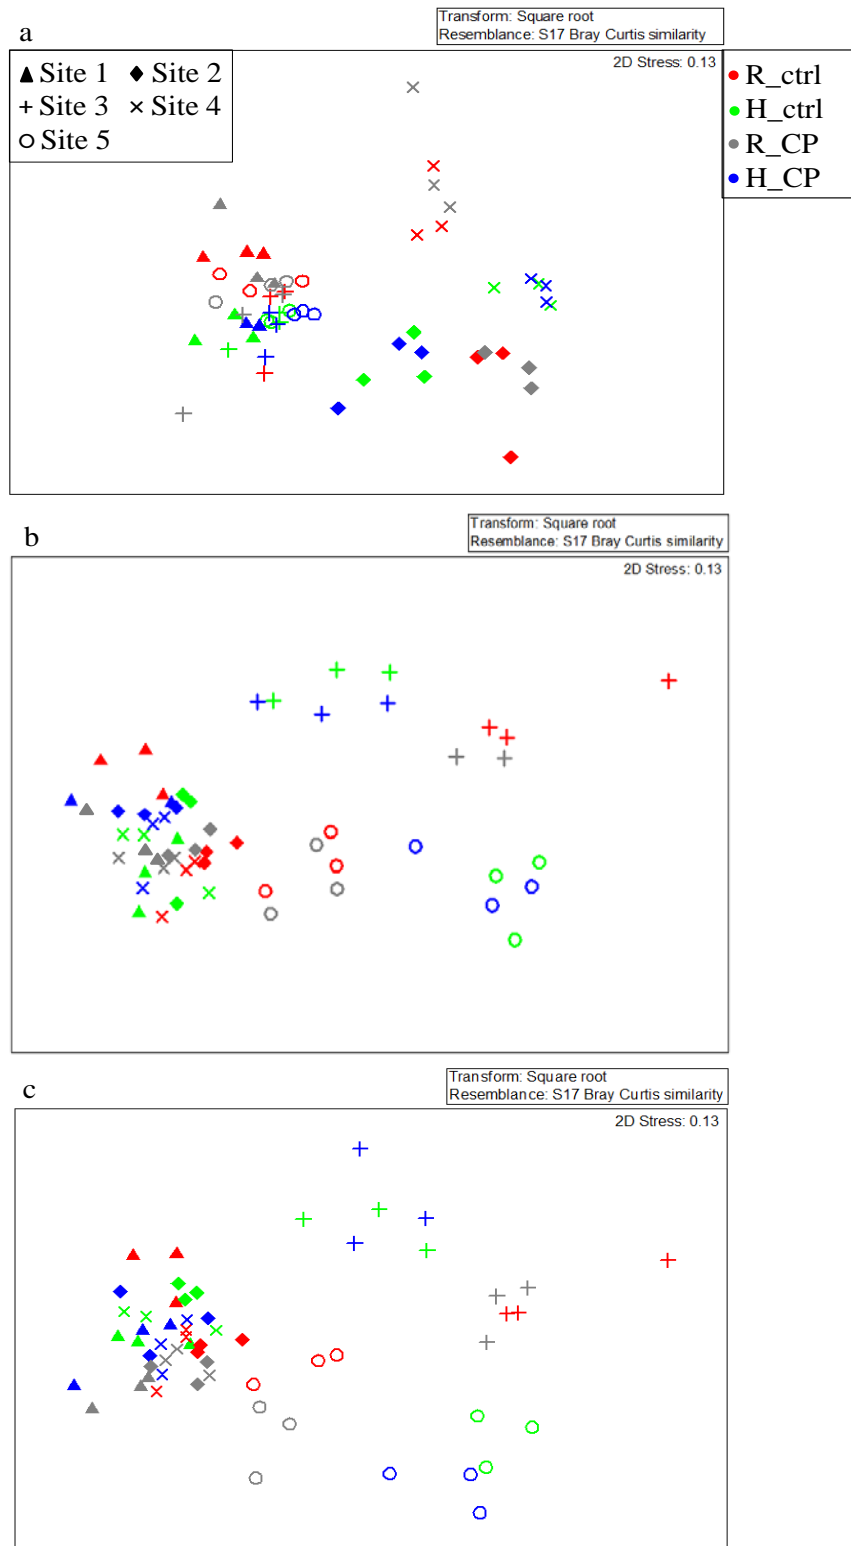 a
Transform: Square root
Resemblance: S17 Bray Curtis similarity
2D Stress: 0.13
Site 1 Site 2
Site 3 Site 4
Site 5
R_ctrl
H_ctrl
R_CP
H_CP
b
Transform: Square root
Resemblance: S17 Bray Curtis similarity
2D Stress: 0.13
c
Transform: Square root
Resemblance: S17 Bray Curtis similarity
2D Stress: 0.13